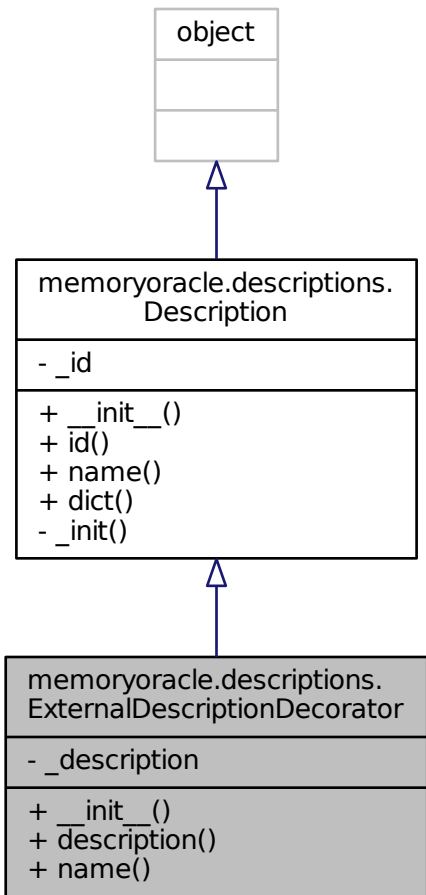 object
memoryoracle.descriptions.
Description
- _id
+ __init__()
+ id()
+ name()
+ dict()
- _init()
memoryoracle.descriptions.
ExternalDescriptionDecorator
- _description
+ __init__()
+ description()
+ name()